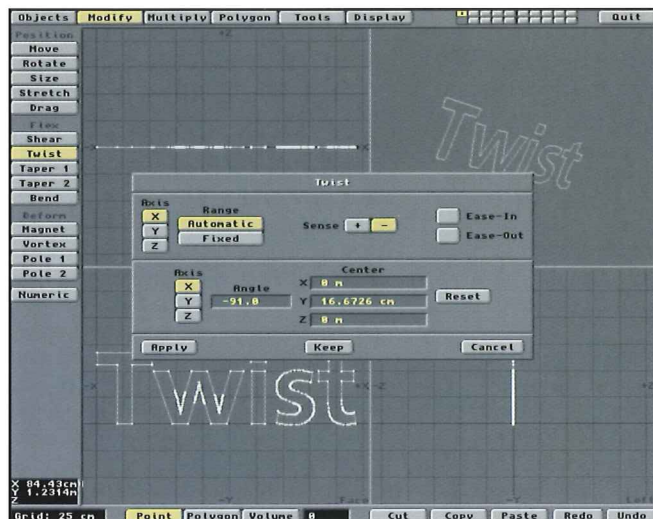 Objects Modify Multiply Polygon Tools Display Quit
Position
Move
Rotate
Size
Stretch
Drag
Flex
Shear
Twist
Taper 1
Taper 2
Bend
Deform
Magnet
Vortex
Pole 1
Pole 2
Numeric
+Z
-X
Twist
Twist
Axis
X
Y
Z
Range
Automatic
Fixed
Sense + -
Ease-In
Ease-Out
Axis
X
Y
Z
Angle
-91.0
Center
X 0 m
Y 16.6726 cm
Z 0 m
Reset
Apply Keep Cancel
-X +X -Z +Z
Twist
-Y Face -Y Left
X 84.43cm
Y 1.2314m
Z
Grid: 25 cm Point Polygon Volume 0 Cut Copy Paste Redo Undo